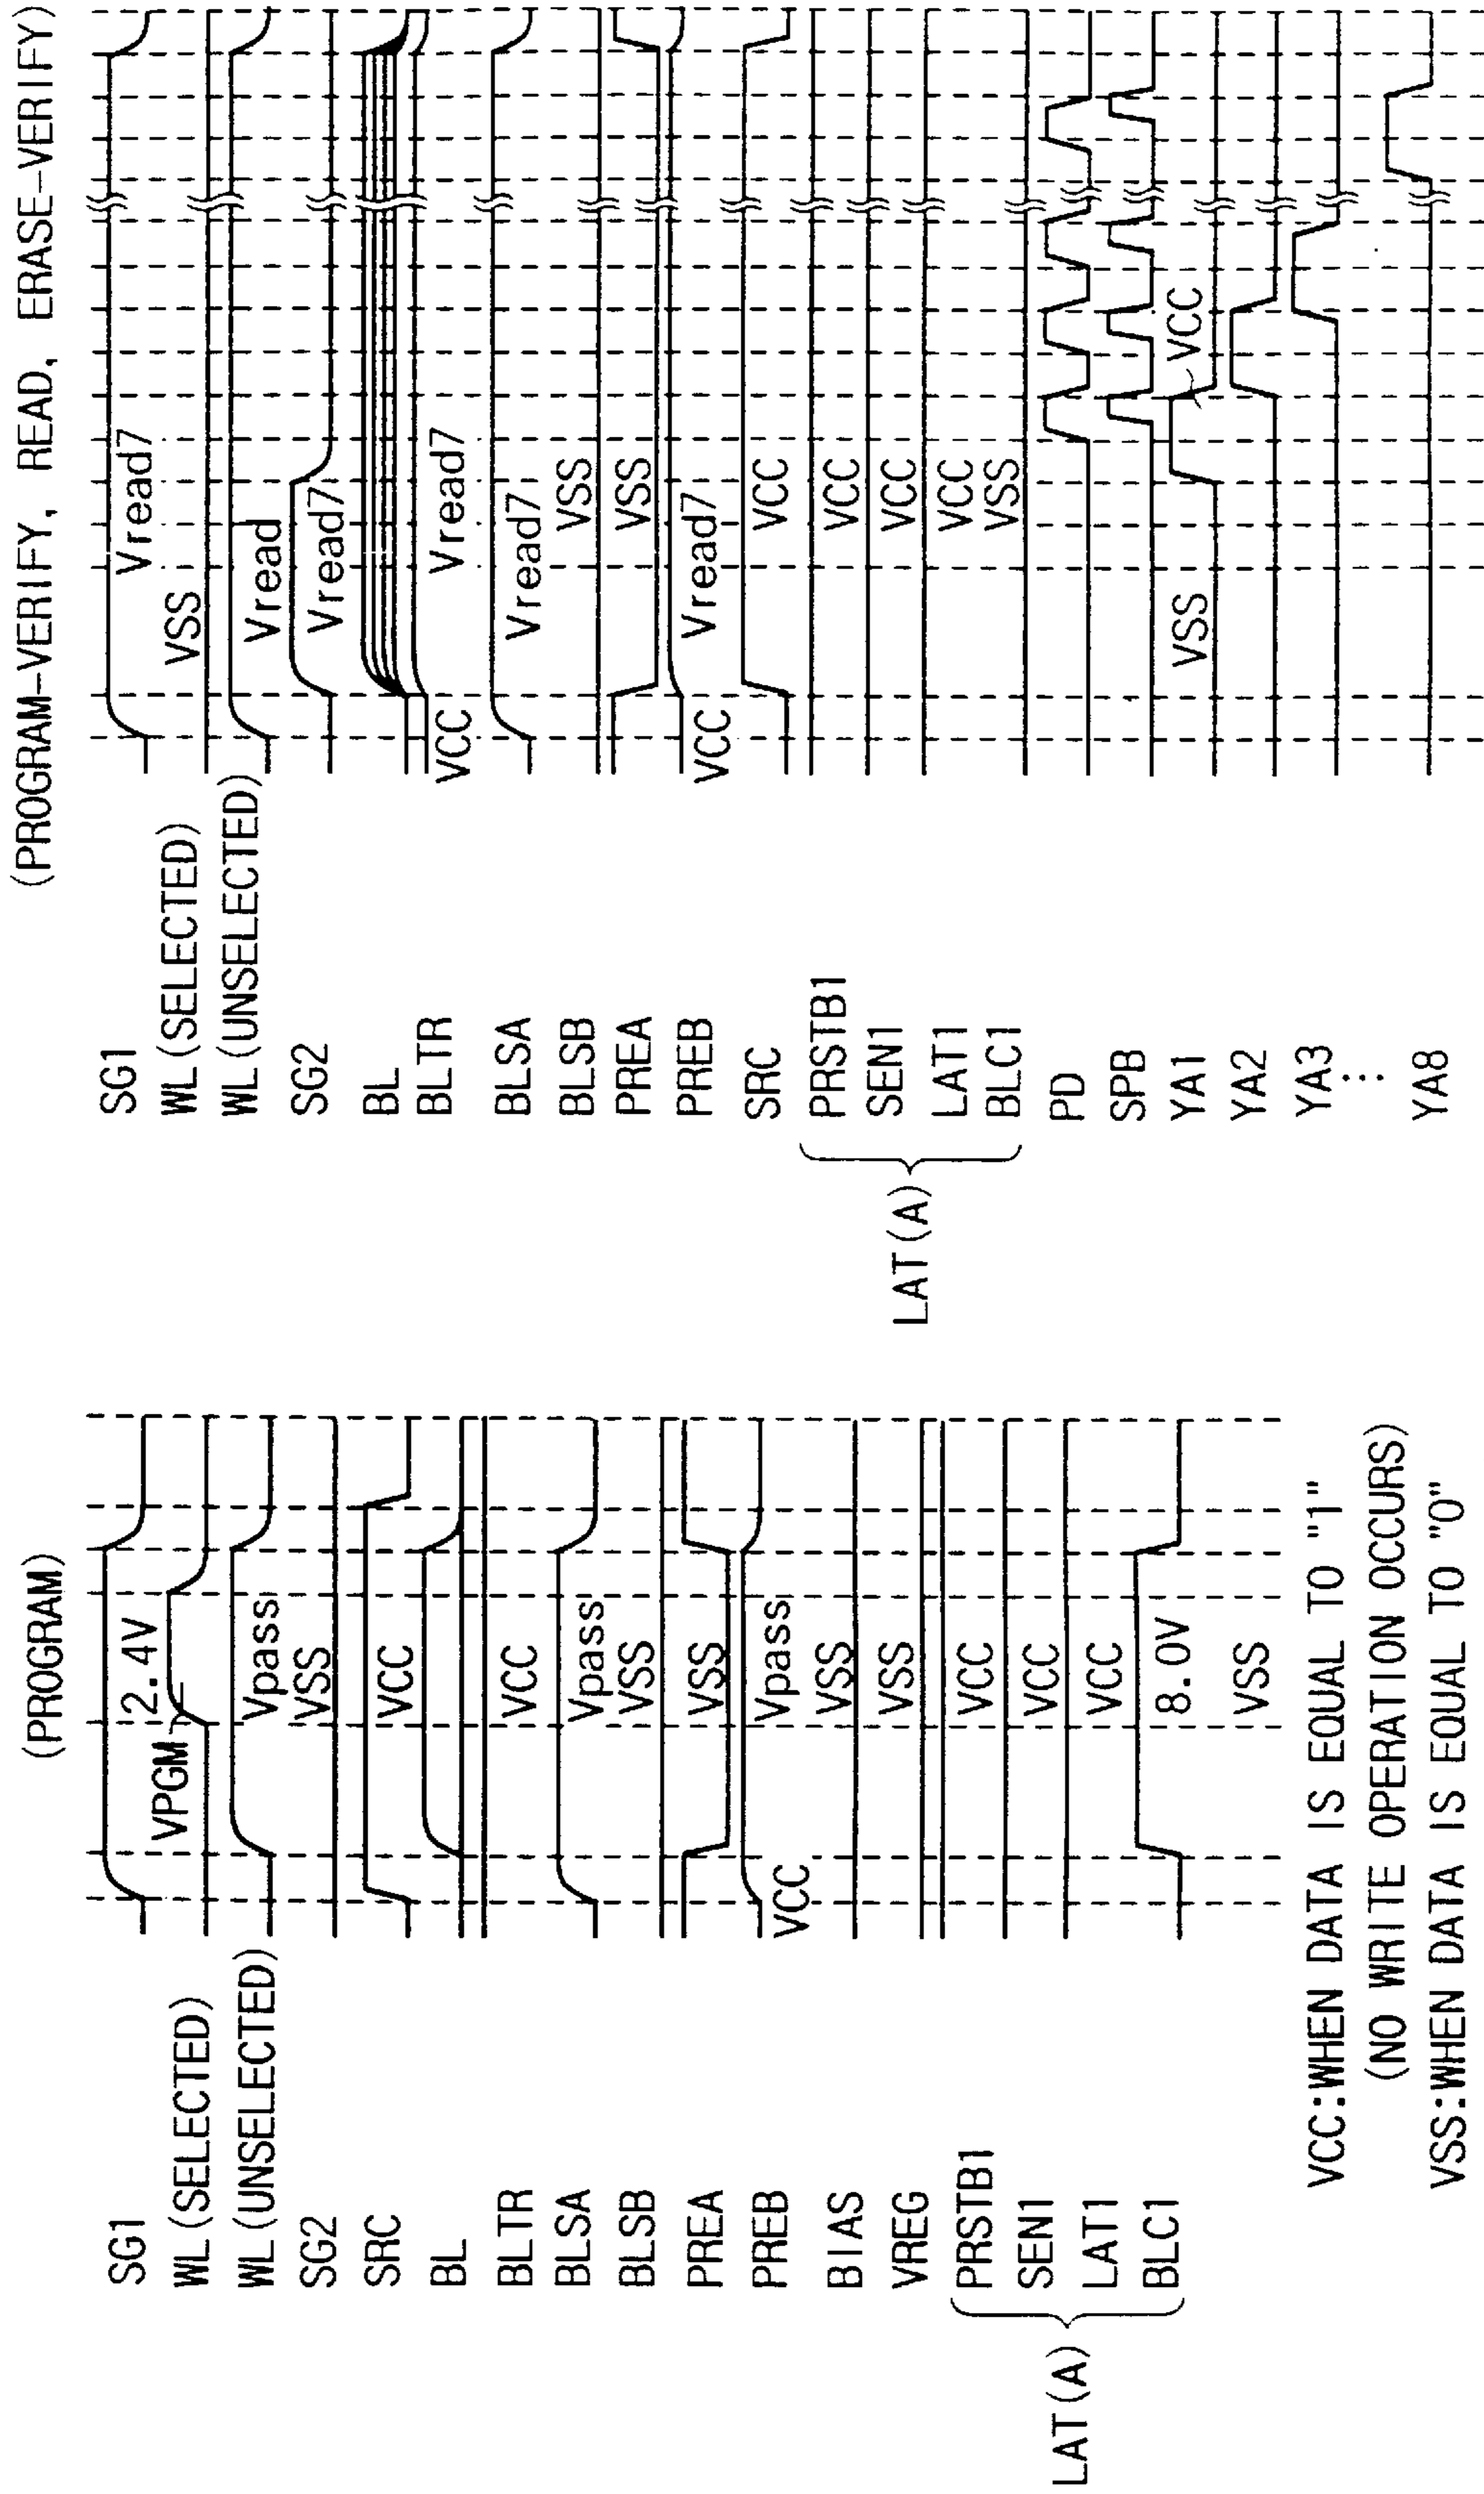 (PROGRAM)
SG1
2.4V
WL(SELECTED)
VPGM
WL(UNSELECTED)
Vpass
SG2
VSS
SRC
VCC
BL
BLTR
VCC
BLSA
Vpass
BLSB
VSS
PREA
VSS
PREB
VCC
Vpass
BIAS
VSS
VREG
VSS
LAT(A)
PRSTB1
VCC
SEN1
VCC
LAT1
VCC
BLC1
8.0V
VSS
VCC:WHEN DATA IS EQUAL TO "1"
(NO WRITE OPERATION OCCURS)
VSS:WHEN DATA IS EQUAL TO "0"
(PROGRAM-VERIFY, READ, ERASE-VERIFY)
SG1
Vread7
WL(SELECTED)
VSS
WL(UNSELECTED)
Vread
SG2
Vread7
BL
BLTR
VCC
Vread7
BLSA
Vread7
BLSB
VSS
PREA
VSS
PREB
VCC
Vread7
SRC
VCC
LAT(A)
PRSTB1
VCC
SEN1
VCC
LAT1
VCC
BLC1
VSS
PD
SPB
YA1
VSS
VCC
YA2
YA3
⋮
YA8